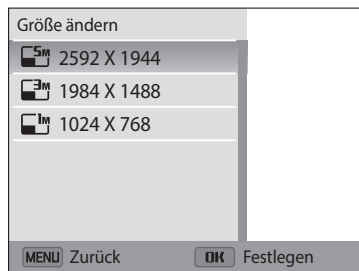 Größe ändern
5M 2592 X 1944
3M 1984 X 1488
1M 1024 X 768
MENU Zurück OK Festlegen